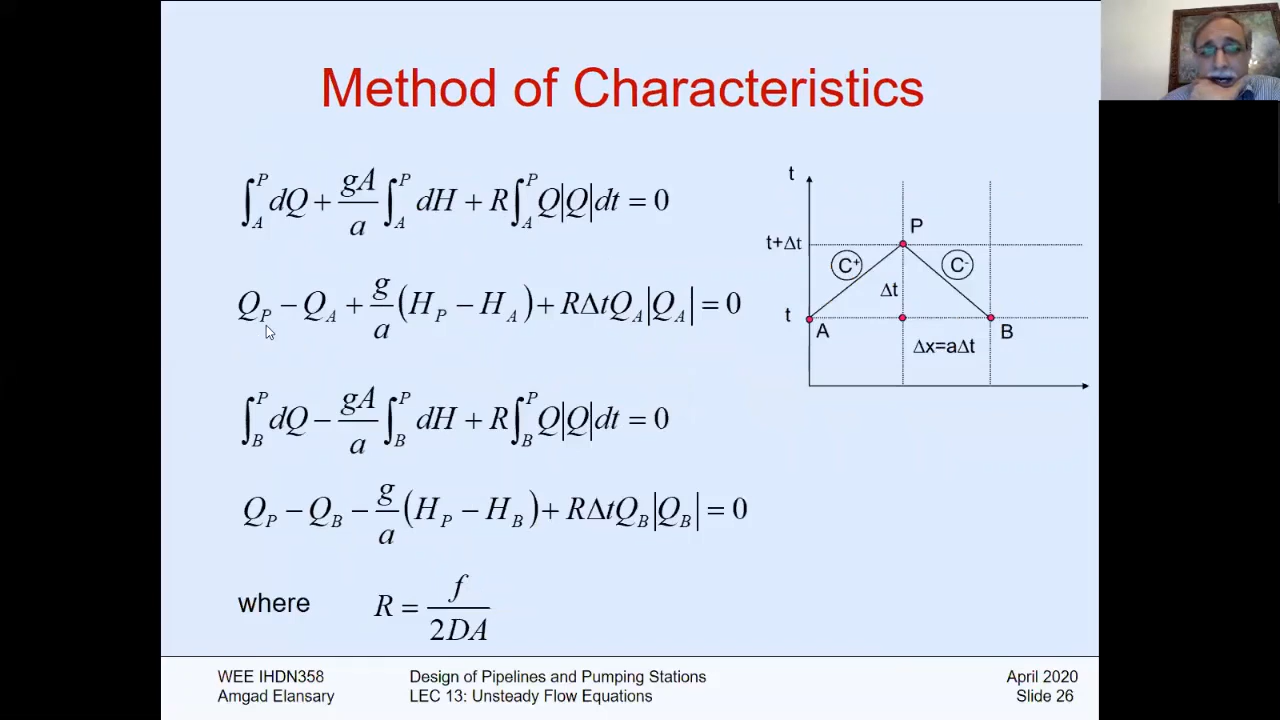 Method of Characteristics
∫_A^P dQ + gA/a ∫_A^P dH + R ∫_A^P Q|Q| dt = 0
Q_P − Q_A + g/a (H_P − H_A) + RΔtQ_A|Q_A| = 0
∫_B^P dQ − gA/a ∫_B^P dH + R ∫_B^P Q|Q| dt = 0
Q_P − Q_B − g/a (H_P − H_B) + RΔtQ_B|Q_B| = 0
where R = f/2DA
t
P
t+Δt
C⁺
C⁻
Δt
t
A
B
Δx=aΔt
WEE IHDN358
Amgad Elansary
Design of Pipelines and Pumping Stations
LEC 13: Unsteady Flow Equations
April 2020
Slide 26